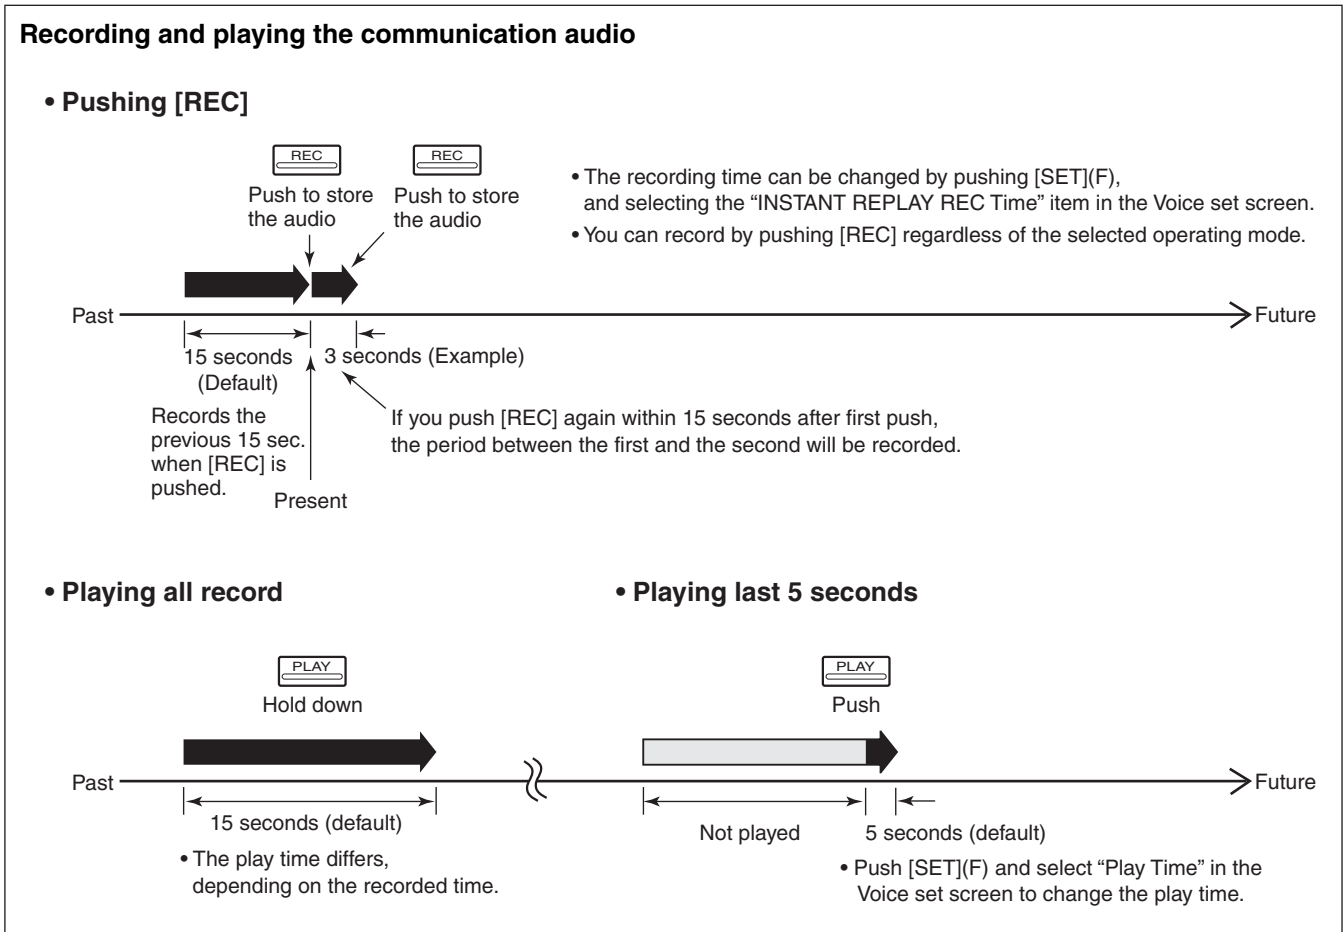 Recording and playing the communication audio
• Pushing [REC]
REC
REC
Push to store
the audio
Push to store
the audio
• The recording time can be changed by pushing [SET](F),
and selecting the “INSTANT REPLAY REC Time” item in the Voice set screen.
• You can record by pushing [REC] regardless of the selected operating mode.
Past
Future
15 seconds
(Default)
3 seconds (Example)
Records the
previous 15 sec.
when [REC] is
pushed.
If you push [REC] again within 15 seconds after first push,
the period between the first and the second will be recorded.
Present
• Playing all record
• Playing last 5 seconds
PLAY
Hold down
PLAY
Push
Past
Future
15 seconds (default)
• The play time differs,
depending on the recorded time.
Not played
5 seconds (default)
• Push [SET](F) and select “Play Time” in the
Voice set screen to change the play time.